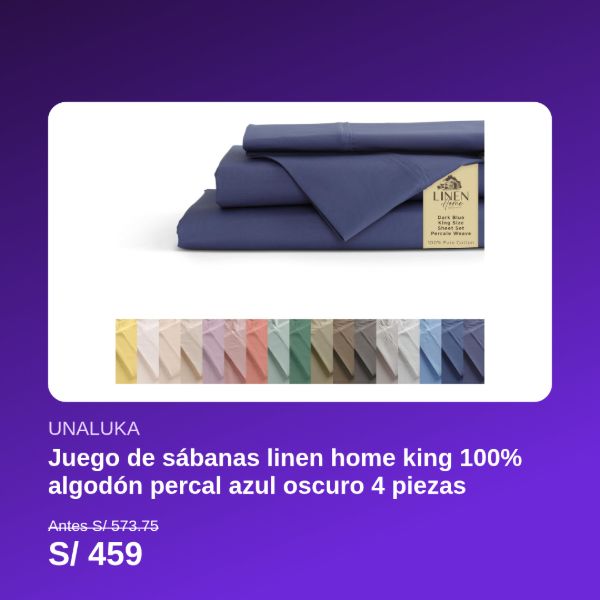 LINEN
Home
Dark Blue
King Size
Sheet Set
Percale Weave
100% Pure Cotton
UNALUKA
Juego de sábanas linen home king 100%
algodón percal azul oscuro 4 piezas
Antes S/ 573.75
S/ 459